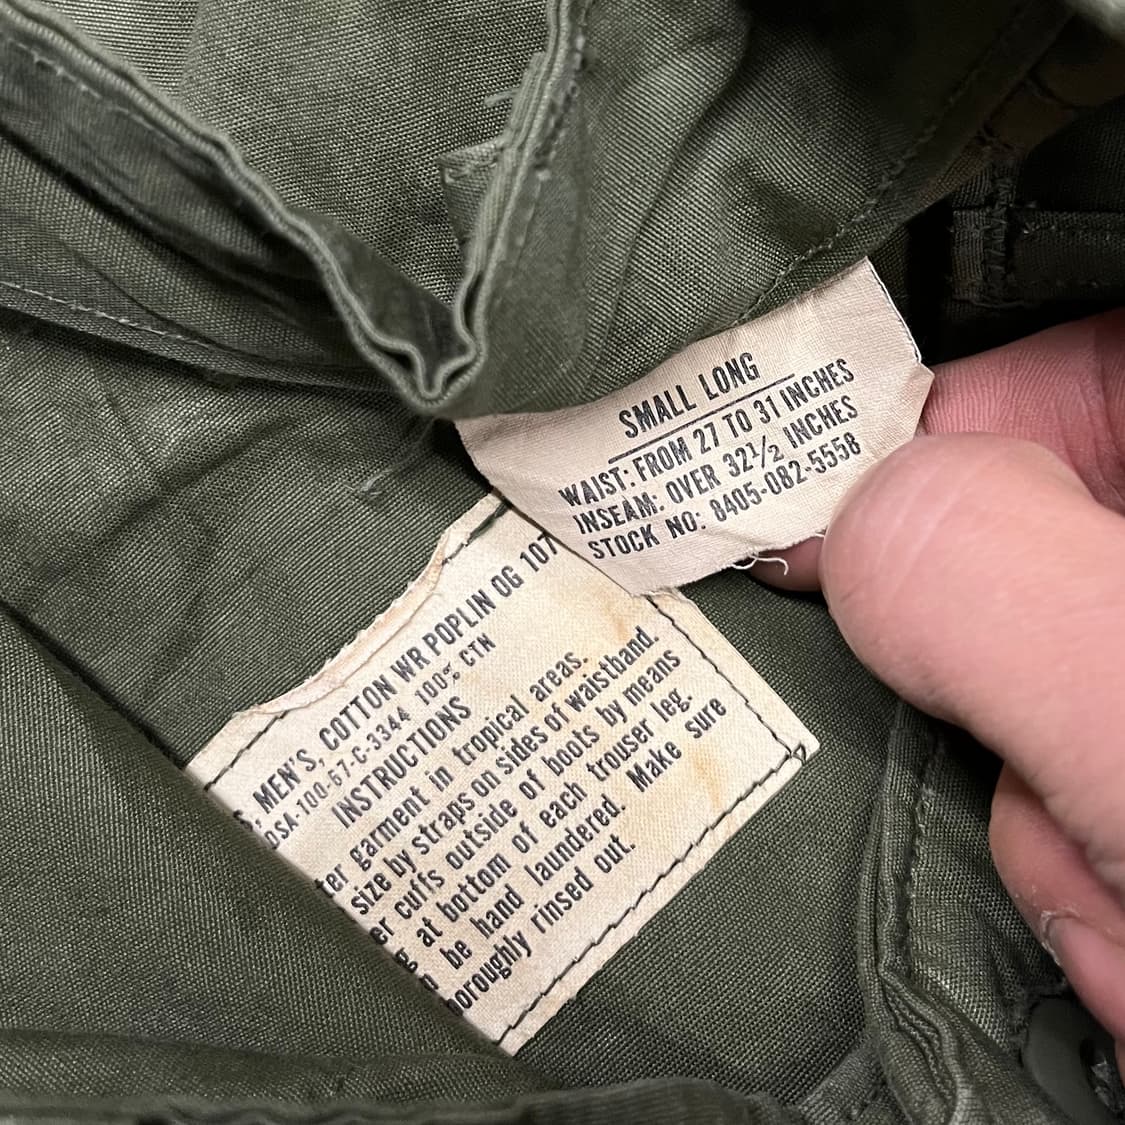 SMALL LONG
WAIST: FROM 27 TO 31 INCHES
INSEAM: OVER 32½ INCHES
STOCK NO: 8405-082-5558
S, MEN'S, COTTON WR POPLIN OG 107
DSA-100-67-C-3344 100% CTN
INSTRUCTIONS
ter garment in tropical areas.
size by straps on sides of waistband.
er cuffs outside of boots by means
g at bottom of each trouser leg.
be hand laundered. Make sure
horoughly rinsed out.